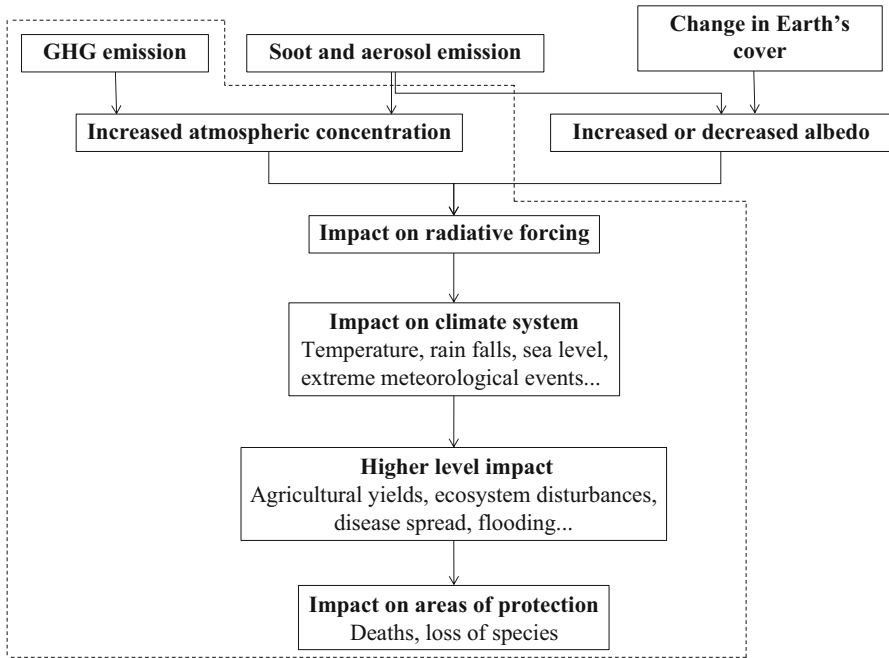 GHG emission
Soot and aerosol emission
Change in Earth's
cover
Increased atmospheric concentration
Increased or decreased albedo
Impact on radiative forcing
Impact on climate system
Temperature, rain falls, sea level,
extreme meteorological events...
Higher level impact
Agricultural yields, ecosystem disturbances,
disease spread, flooding...
Impact on areas of protection
Deaths, loss of species